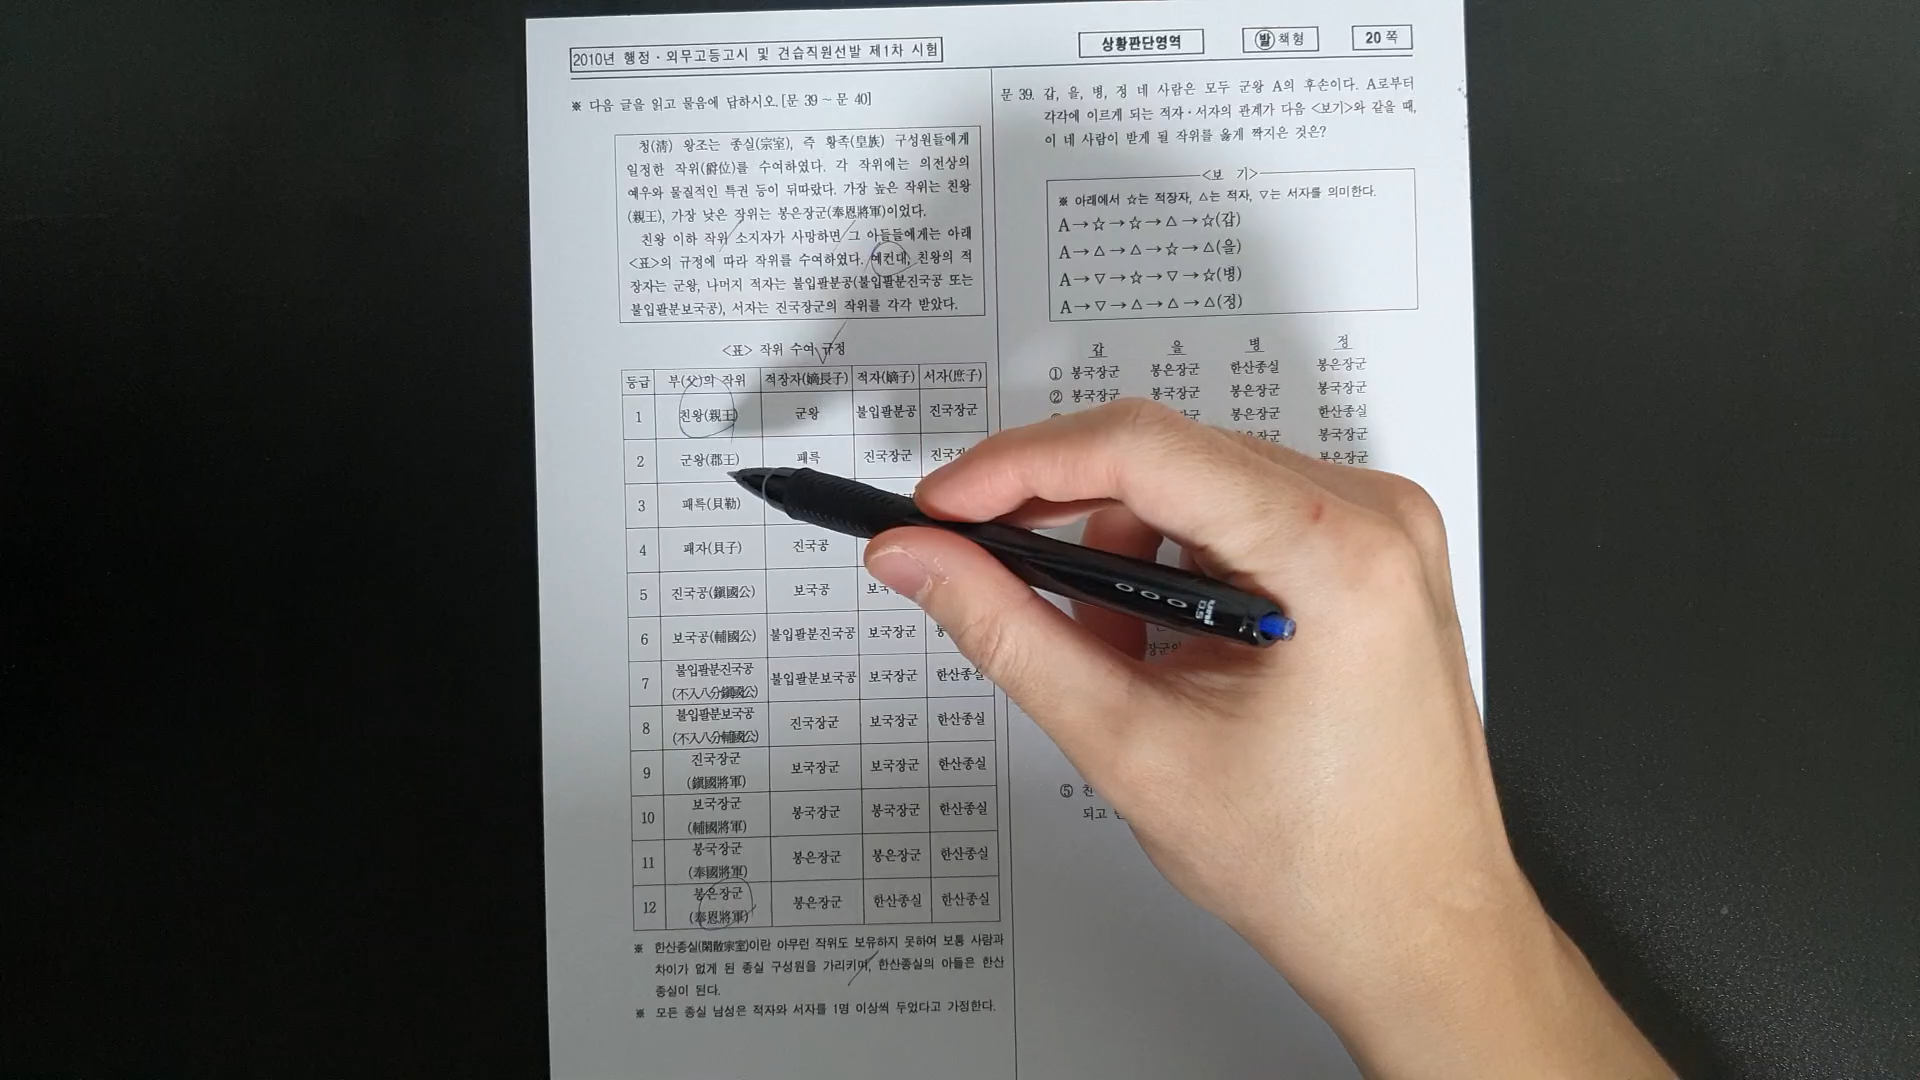 2010년 행정·외무고등고시 및 견습직원선발 제1차 시험
상황판단영역
발 책형
20 쪽
※ 다음 글을 읽고 물음에 답하시오. [문 39 ~ 문 40]
청(淸) 왕조는 종실(宗室), 즉 황족(皇族) 구성원들에게
일정한 작위(爵位)를 수여하였다. 각 작위에는 의전상의
예우와 물질적인 특권 등이 뒤따랐다. 가장 높은 작위는 친왕
(親王), 가장 낮은 작위는 봉은장군(奉恩將軍)이었다.
친왕 이하 작위 소지자가 사망하면 그 아들들에게는 아래
<표>의 규정에 따라 작위를 수여하였다. 예컨대, 친왕의 적
장자는 군왕, 나머지 적자는 불입팔분공(불입팔분진국공 또는
불입팔분보국공), 서자는 진국장군의 작위를 각각 받았다.
<표> 작위 수여 규정
등급 부(父)의 작위 적장자(嫡長子) 적자(嫡子) 서자(庶子)
1 친왕(親王) 군왕 불입팔분공 진국장군
2 군왕(郡王) 패륵 진국장군
3 패륵(貝勒)
4 패자(貝子) 진국공
5 진국공(鎭國公) 보국공
6 보국공(輔國公) 불입팔분진국공 보국장군
7 불입팔분진국공 (不入八分鎭國公) 불입팔분보국공 보국장군 한산종실
8 불입팔분보국공 (不入八分輔國公) 진국장군 보국장군 한산종실
9 진국장군 (鎭國將軍) 보국장군 보국장군 한산종실
10 보국장군 (輔國將軍) 봉국장군 봉국장군 한산종실
11 봉국장군 (奉國將軍) 봉은장군 봉은장군 한산종실
12 봉은장군 (奉恩將軍) 봉은장군 한산종실 한산종실
※ 한산종실(閑散宗室)이란 아무런 작위도 보유하지 못하여 보통 사람과
차이가 없게 된 종실 구성원을 가리키며, 한산종실의 아들은 한산
종실이 된다.
※ 모든 종실 남성은 적자와 서자를 1명 이상씩 두었다고 가정한다.
문 39. 갑, 을, 병, 정 네 사람은 모두 군왕 A의 후손이다. A로부터
각각에 이르게 되는 적자·서자의 관계가 다음 <보기>와 같을 때,
이 네 사람이 받게 될 작위를 옳게 짝지은 것은?
<보 기>
※ 아래에서 ☆는 적장자, △는 적자, ▽는 서자를 의미한다.
A→☆→☆→△→☆(갑)
A→△→△→☆→△(을)
A→▽→☆→▽→☆(병)
A→▽→△→△→△(정)
갑 을 병 정
① 봉국장군 봉은장군 한산종실 봉은장군
② 봉국장군 봉국장군 봉은장군 봉국장군
봉은장군 한산종실
봉국장군
봉은장군
⑤ 친
되고
uni
0.5